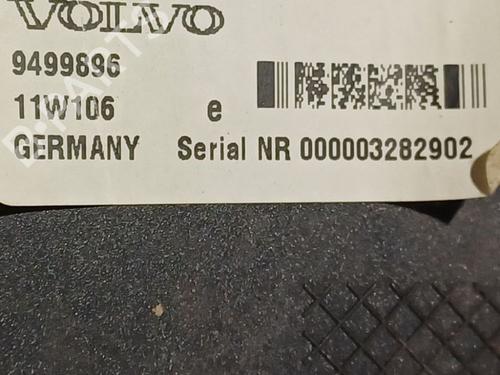 VOLVO
9499896
11W106 e
GERMANY Serial NR 000003282902